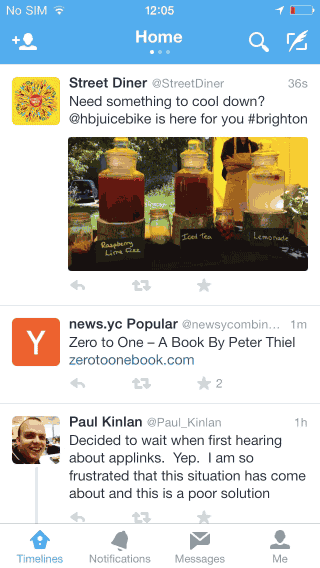 No SIM 12:05
Home
Street Diner @StreetDiner 36s
Need something to cool down?
@hbjuicebike is here for you #brighton
Raspberry
Lime Fizz
Iced Tea
Lemonade
Y
news.yc Popular @newsycombin... 1m
Zero to One – A Book By Peter Thiel
zerotoonebook.com
2
Paul Kinlan @Paul_Kinlan 1h
Decided to wait when first hearing
about applinks. Yep. I am so
frustrated that this situation has come
about and this is a poor solution
Timelines Notifications Messages Me